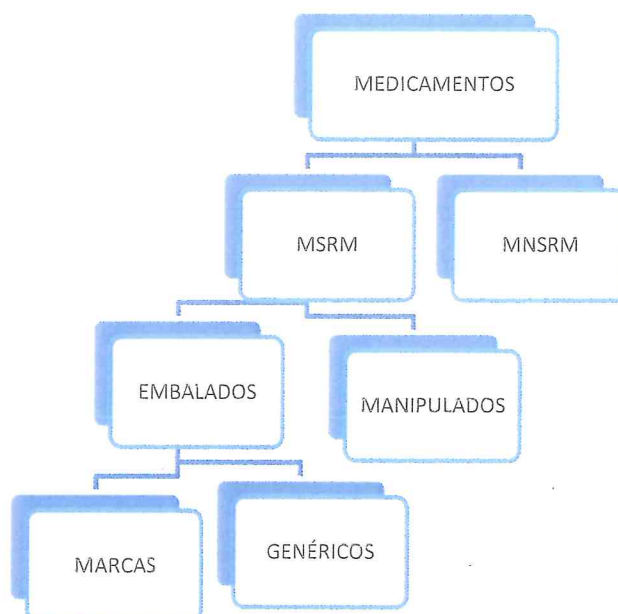 MEDICAMENTOS
MSRM
MNSRM
EMBALADOS
MANIPULADOS
MARCAS
GENÉRICOS